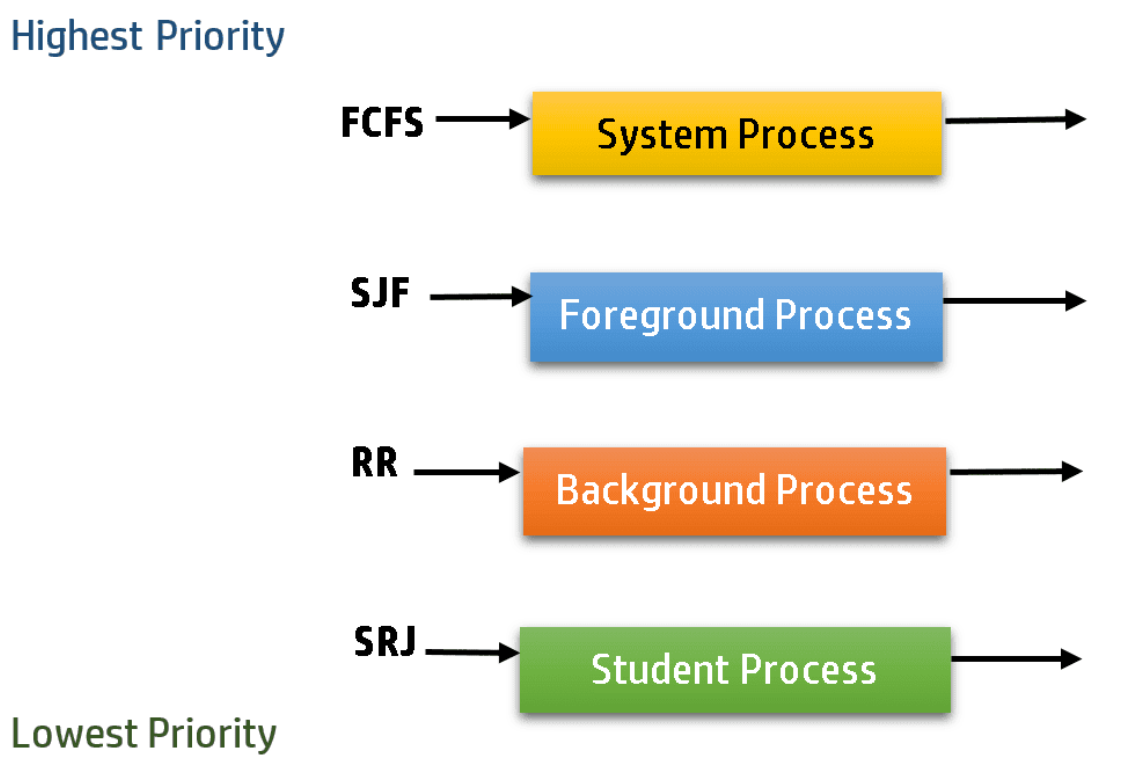 Highest Priority
FCFS
System Process
SJF
Foreground Process
RR
Background Process
SRJ
Student Process
Lowest Priority